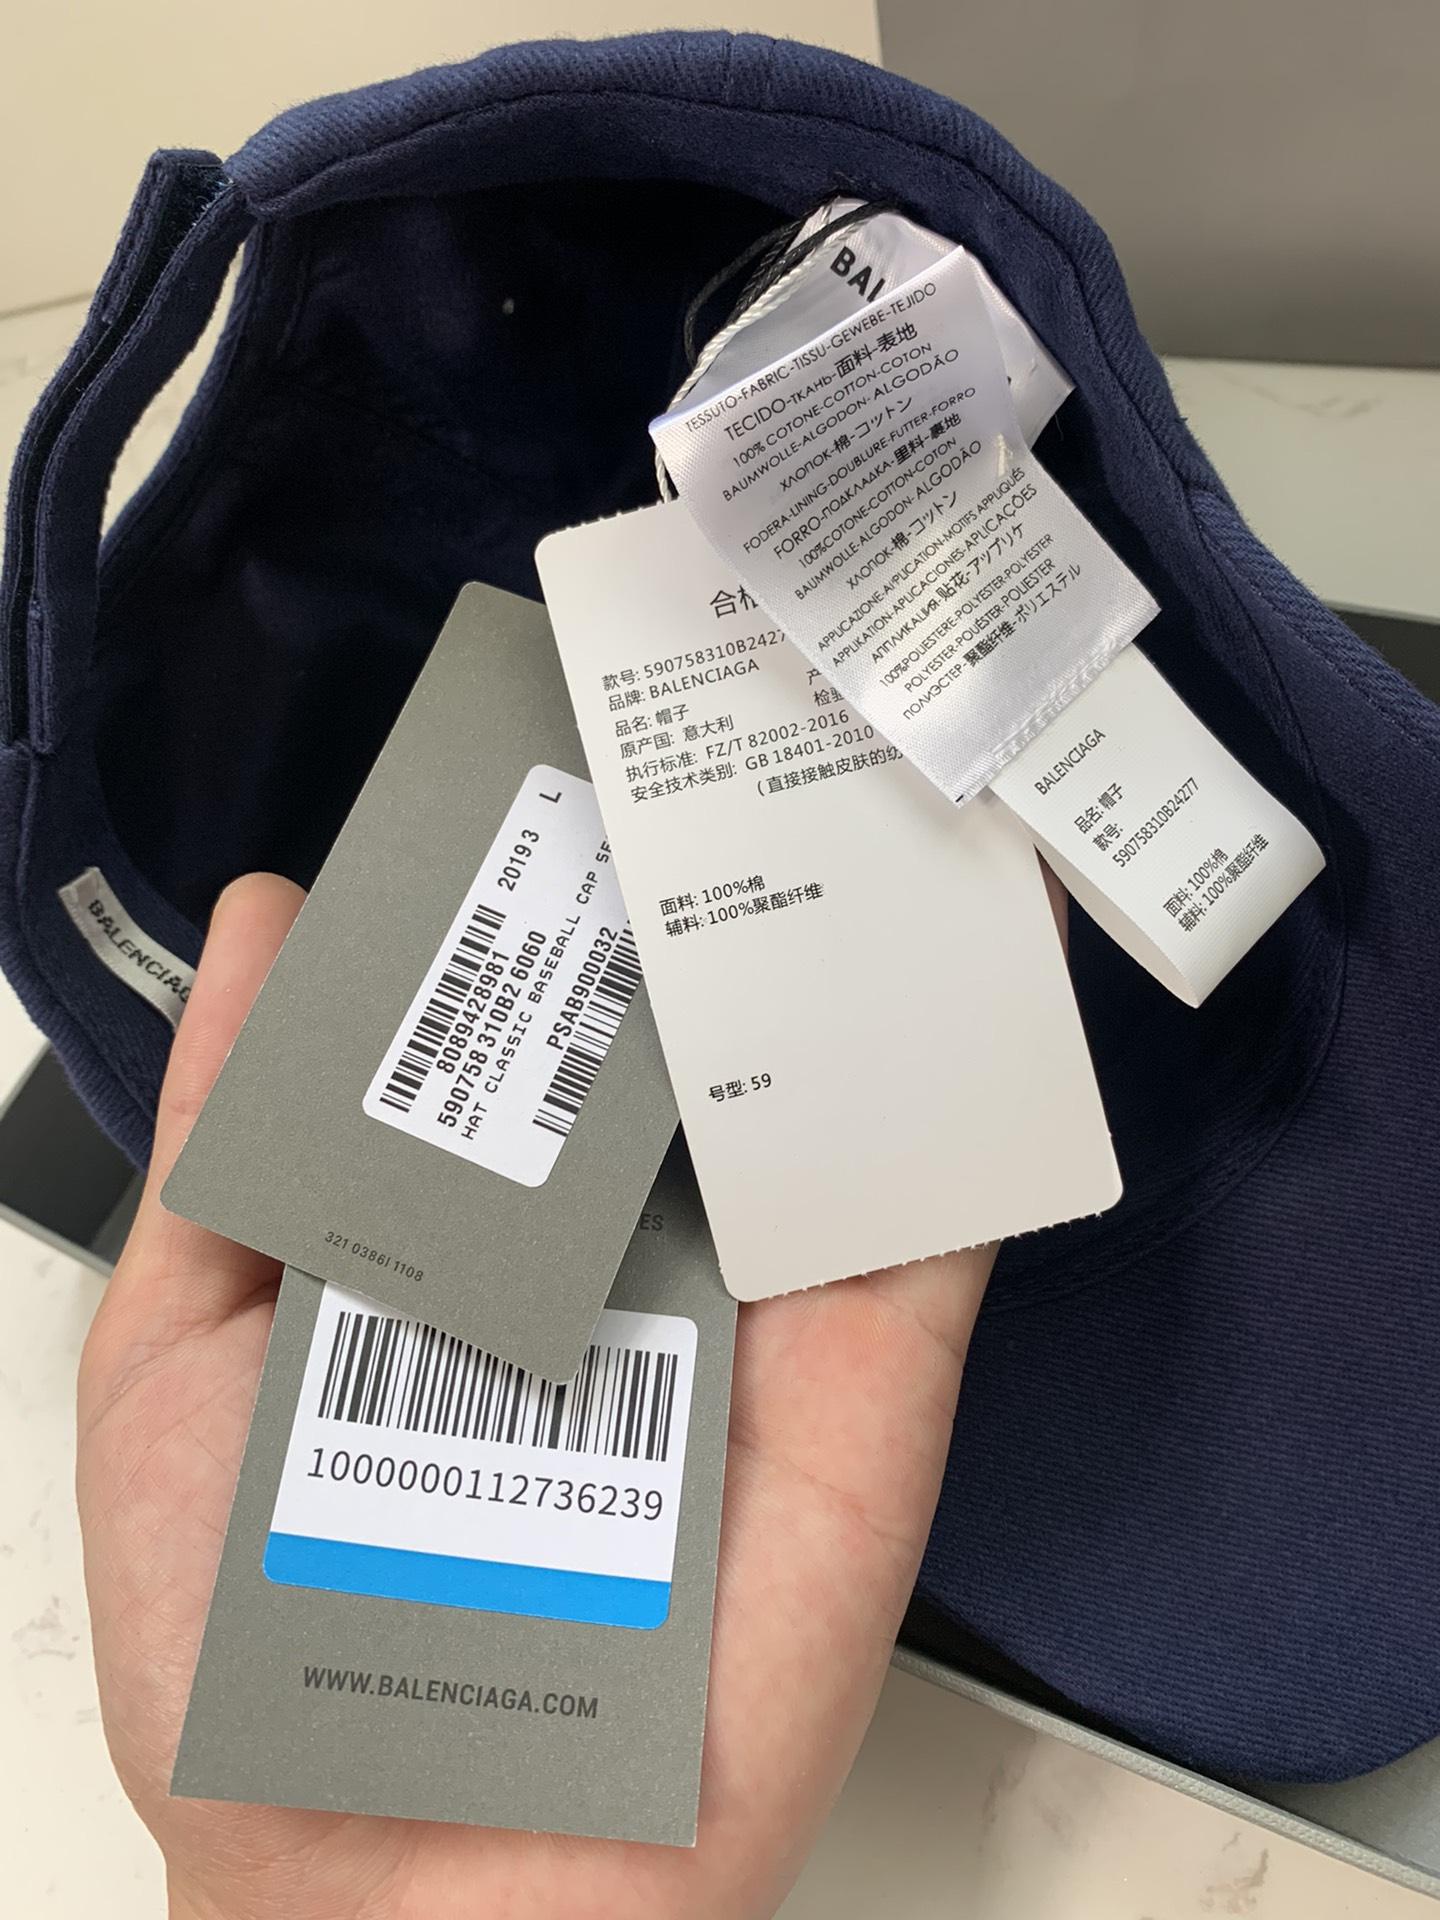 BAL
TESSUTO-FABRIC-TISSU-GEWEBE-TEJIDO
TECIDO-ТКАНЬ-面料-表地
100% COTONE-COTTON-COTON
BAUMWOLLE-ALGODON- ALGODÃO
ХЛОПОК-棉-コットン
FODERA-LINING-DOUBLURE-FUTTER-FORRO
FORRO-ПОДКЛАДКА-里料-裏地
100%COTONE-COTTON-COTON
BAUMWOLLE-ALGODON-ALGODÃO
ХЛОПОК-棉-コットン
APPLICAZIONE-APPLICATION-MOTIFS APPLIQUÉS
APPLIKATION-APLICACIONES-APLICAÇÕES
АППЛИКАЦИЯ-贴花-アップリケ
100%POLIESTERE-POLYESTER-POLYESTER
POLYESTER-POLIÉSTER-POLIESTER
ПОЛИЭСТЕР-聚酯纤维-ポリエステル
BALENCIAGA
品名: 帽子
款号:
590758310B24277
面料: 100%棉
辅料: 100%聚酯纤维
合格
款号: 590758310B2427
品牌: BALENCIAGA
品名: 帽子
原产国: 意大利
产
检验
执行标准: FZ/T 82002-2016
安全技术类别: GB 18401-2010
(直接接触皮肤的纺
面料: 100%棉
辅料: 100%聚酯纤维
号型: 59
20193 L
8089428981
590758 310B2 6060
HAT CLASSIC BASEBALL CAP SE
PSAB900032
321 0386I 1108
ES
1000000112736239
WWW.BALENCIAGA.COM
BALENCIAG